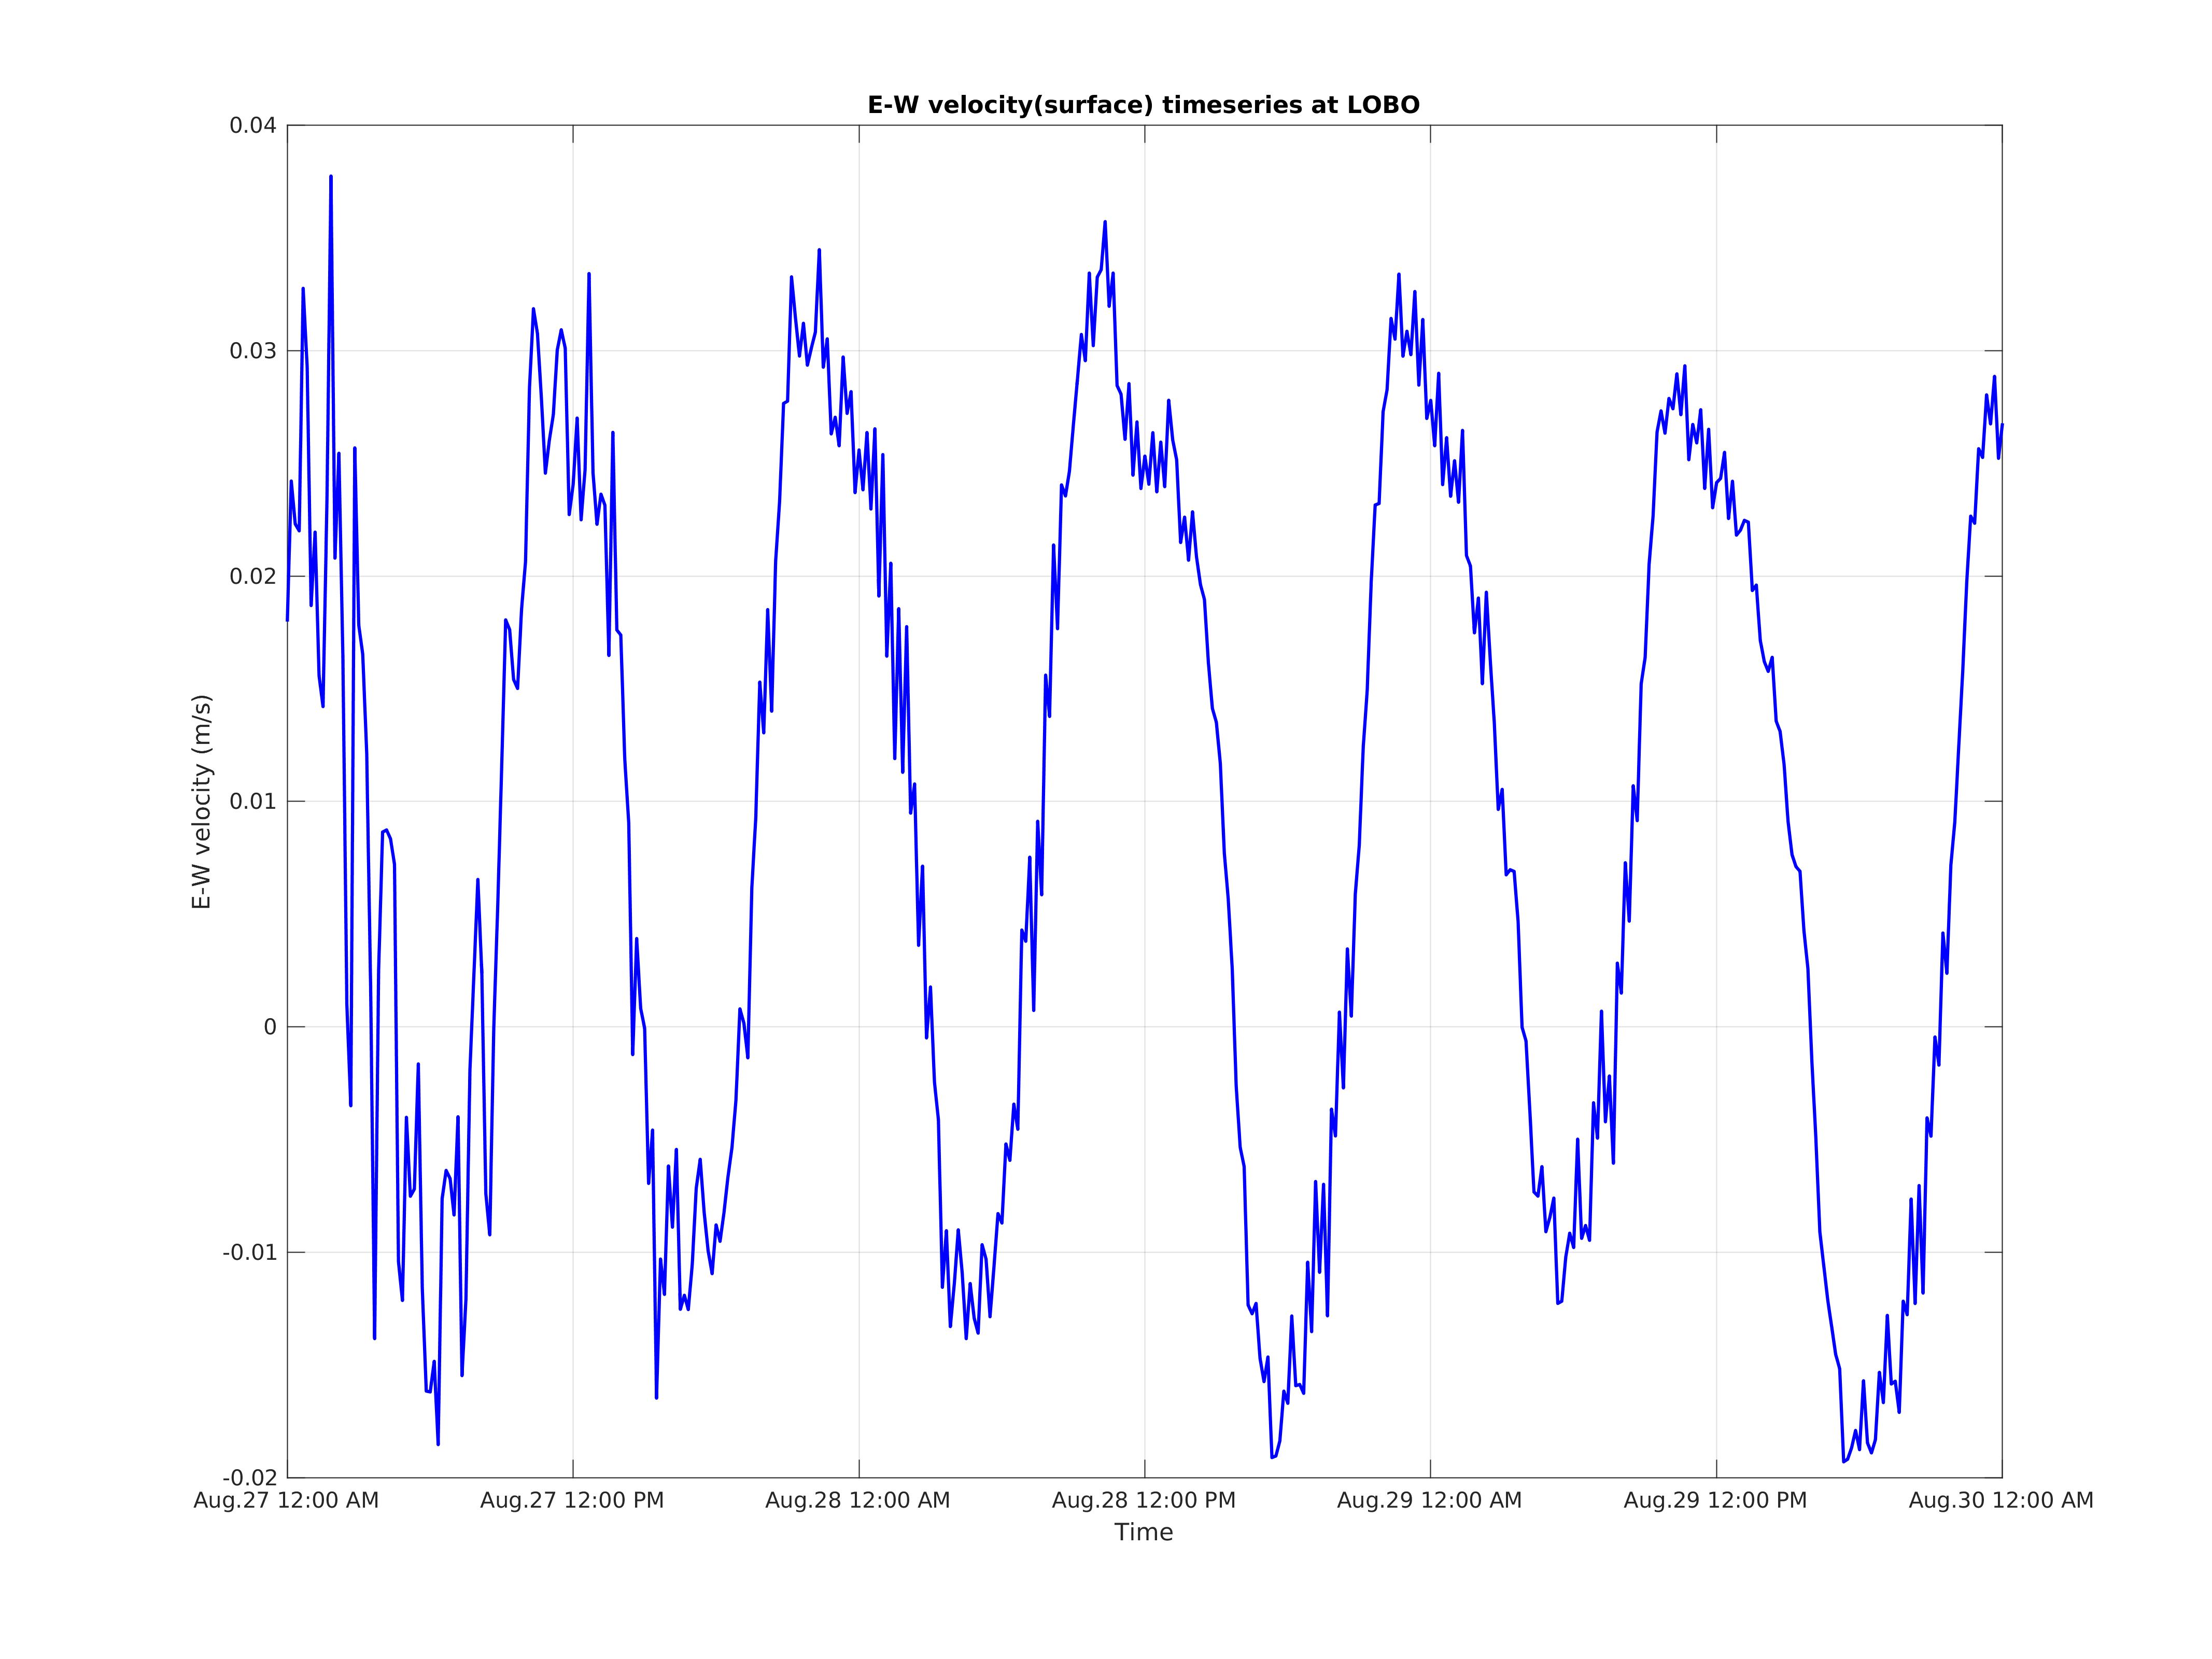 E-W velocity(surface) timeseries at LOBO
0.04
0.03
0.02
0.01
0
-0.01
-0.02
E-W velocity (m/s)
Aug.27 12:00 AM Aug.27 12:00 PM Aug.28 12:00 AM Aug.28 12:00 PM Aug.29 12:00 AM Aug.29 12:00 PM Aug.30 12:00 AM
Time